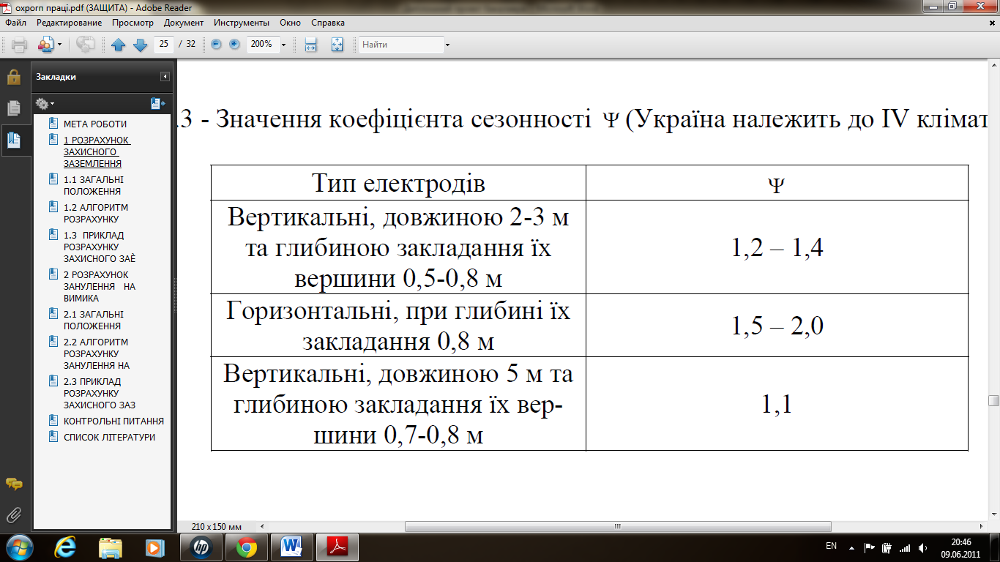 охрогп праці.pdf (ЗАЩИТА) - Adobe Reader
Файл Редактирование Просмотр Документ Инструменты Окно Справка
25 / 32 200% Найти
Закладки
МЕТА РОБОТИ
1 РОЗРАХУНОК
ЗАХИСНОГО
ЗАЗЕМЛЕННЯ
1.1 ЗАГАЛЬНІ
ПОЛОЖЕННЯ
1.2 АЛГОРИТМ
РОЗРАХУНКУ
1.3 ПРИКЛАД
РОЗРАХУНКУ
ЗАХИСНОГО ЗАÈ
2 РОЗРАХУНОК
ЗАНУЛЕННЯ НА
ВИМИКА
2.1 ЗАГАЛЬНІ
ПОЛОЖЕННЯ
2.2 АЛГОРИТМ
РОЗРАХУНКУ
ЗАНУЛЕННЯ НА
2.3 ПРИКЛАД
РОЗРАХУНКУ
ЗАХИСНОГО ЗАЗ
КОНТРОЛЬНІ ПИТАННЯ
СПИСОК ЛІТЕРАТУРИ
.3 - Значення коефіцієнта сезонності Ψ (Україна належить до IV клімат
Тип електродів Ψ
Вертикальні, довжиною 2-3 м
та глибиною закладання їх
вершини 0,5-0,8 м
1,2 – 1,4
Горизонтальні, при глибині їх
закладання 0,8 м
1,5 – 2,0
Вертикальні, довжиною 5 м та
глибиною закладання їх вер-
шини 0,7-0,8 м
1,1
210 x 150 мм
EN 20:46
09.06.2011